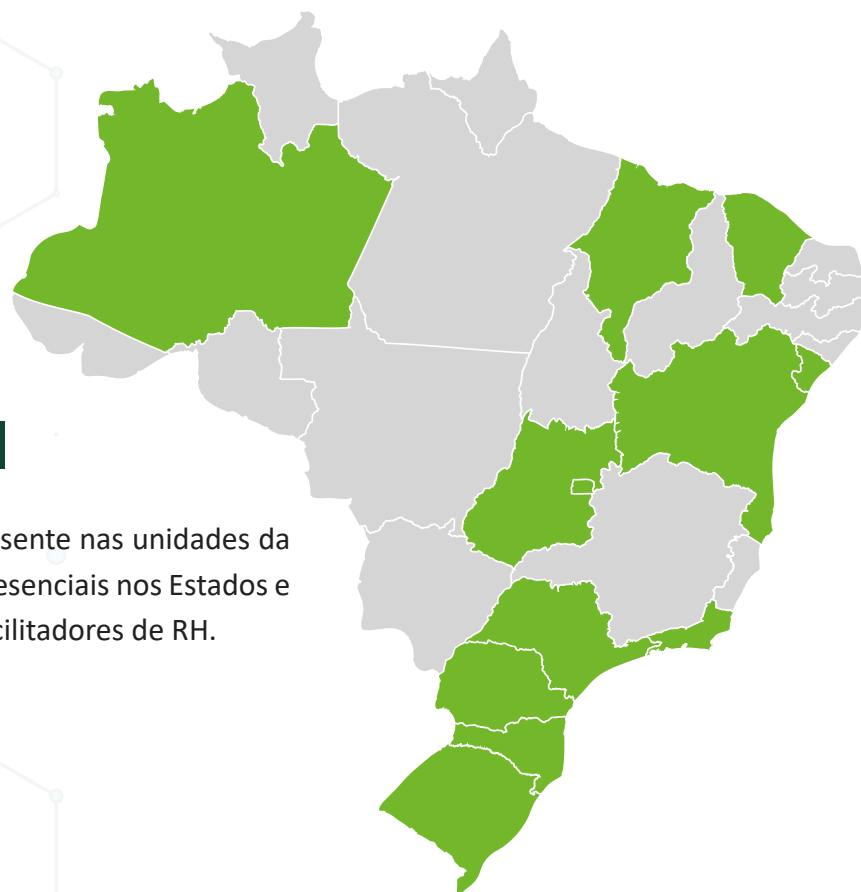 sente nas unidades da
esenciais nos Estados e
cilitadores de RH.